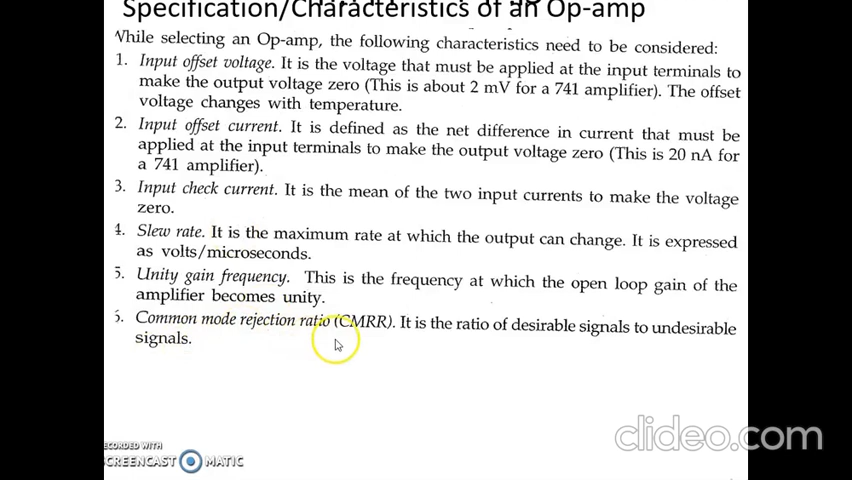 Specification/Characteristics of an Op-amp
While selecting an Op-amp, the following characteristics need to be considered:
1. Input offset voltage. It is the voltage that must be applied at the input terminals to
make the output voltage zero (This is about 2 mV for a 741 amplifier). The offset
voltage changes with temperature.
2. Input offset current. It is defined as the net difference in current that must be
applied at the input terminals to make the output voltage zero (This is 20 nA for
a 741 amplifier).
3. Input check current. It is the mean of the two input currents to make the voltage
zero.
4. Slew rate. It is the maximum rate at which the output can change. It is expressed
as volts/microseconds.
5. Unity gain frequency. This is the frequency at which the open loop gain of the
amplifier becomes unity.
6. Common mode rejection ratio (CMRR). It is the ratio of desirable signals to undesirable
signals.
RECORDED WITH
SCREENCAST MATIC
clideo.com